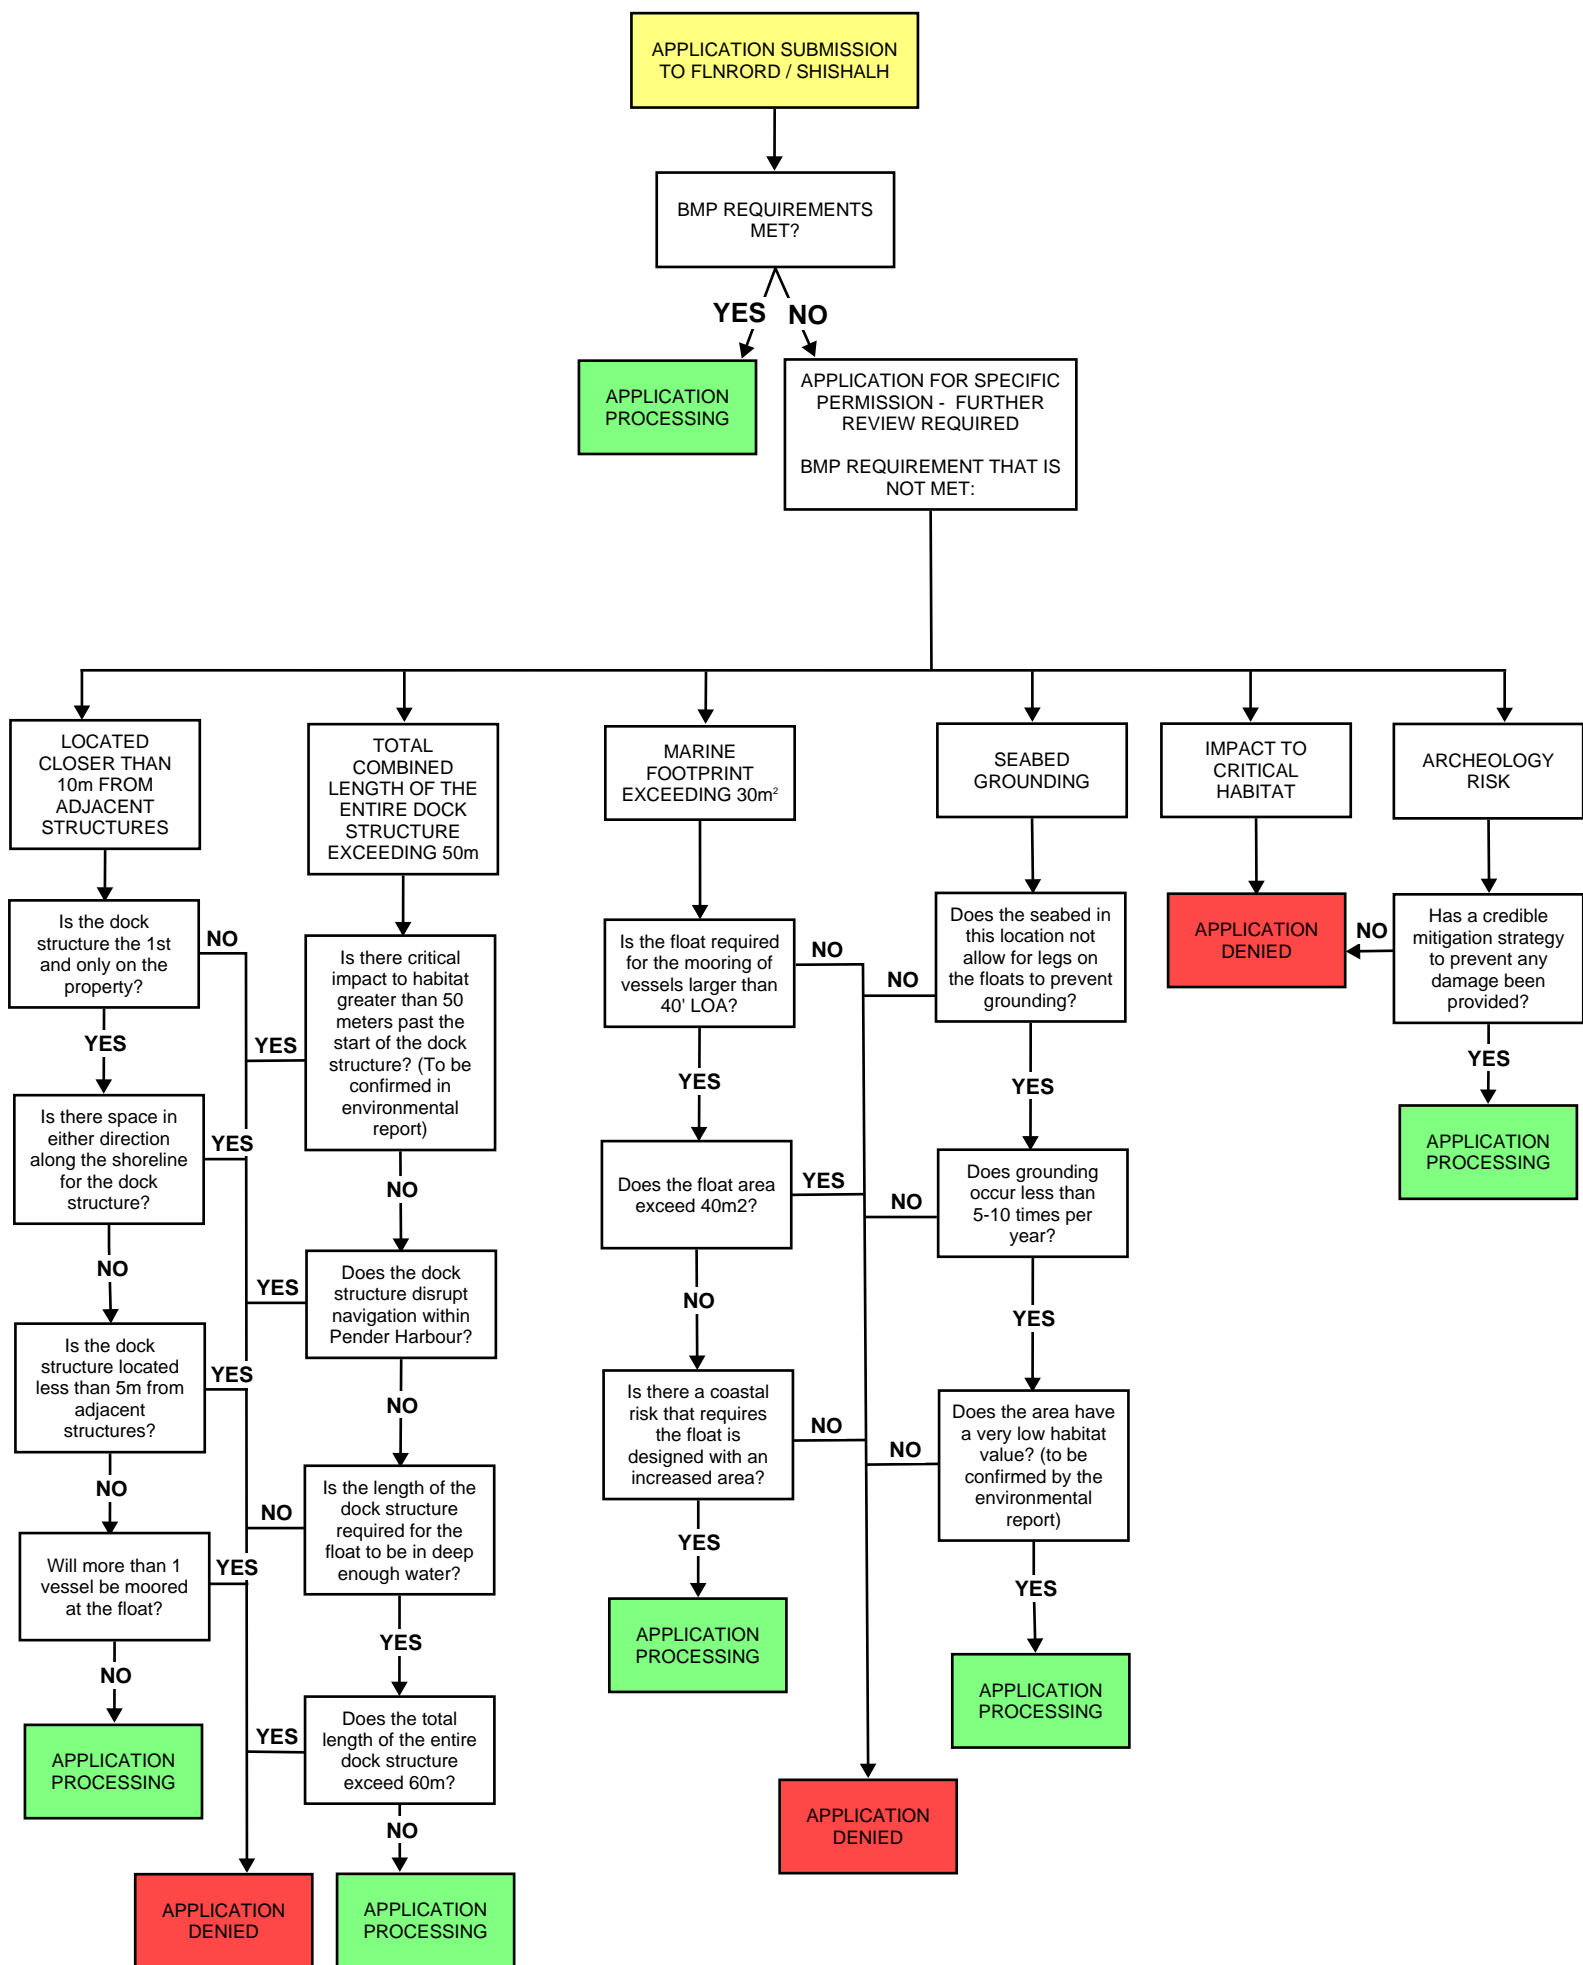 APPLICATION SUBMISSION
TO FLNRORD / SHISHALH
BMP REQUIREMENTS
MET?
YES
NO
APPLICATION
PROCESSING
APPLICATION FOR SPECIFIC
PERMISSION - FURTHER
REVIEW REQUIRED
BMP REQUIREMENT THAT IS
NOT MET:
LOCATED
CLOSER THAN
10m FROM
ADJACENT
STRUCTURES
Is the dock
structure the 1st
and only on the
property?
NO
YES
Is there space in
either direction
along the shoreline
for the dock
structure?
YES
NO
Is the dock
structure located
less than 5m from
adjacent
structures?
YES
NO
Will more than 1
vessel be moored
at the float?
YES
NO
APPLICATION
PROCESSING
APPLICATION
DENIED
TOTAL
COMBINED
LENGTH OF THE
ENTIRE DOCK
STRUCTURE
EXCEEDING 50m
Is there critical
impact to habitat
greater than 50
meters past the
start of the dock
structure? (To be
confirmed in
environmental
report)
YES
NO
Does the dock
structure disrupt
navigation within
Pender Harbour?
YES
NO
Is the length of the
dock structure
required for the
float to be in deep
enough water?
NO
YES
Does the total
length of the entire
dock structure
exceed 60m?
YES
NO
APPLICATION
PROCESSING
MARINE
FOOTPRINT
EXCEEDING 30m²
Is the float required
for the mooring of
vessels larger than
40' LOA?
NO
YES
Does the float area
exceed 40m2?
YES
NO
Is there a coastal
risk that requires
the float is
designed with an
increased area?
NO
YES
APPLICATION
PROCESSING
APPLICATION
DENIED
SEABED
GROUNDING
Does the seabed in
this location not
allow for legs on
the floats to prevent
grounding?
NO
YES
Does grounding
occur less than
5-10 times per
year?
NO
YES
Does the area have
a very low habitat
value? (to be
confirmed by the
environmental
report)
NO
YES
APPLICATION
PROCESSING
IMPACT TO
CRITICAL
HABITAT
APPLICATION
DENIED
ARCHEOLOGY
RISK
Has a credible
mitigation strategy
to prevent any
damage been
provided?
NO
YES
APPLICATION
PROCESSING